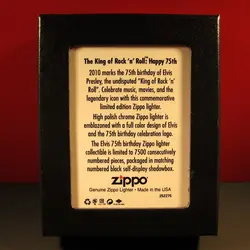 The King of Rock 'n' Roll: Happy 75th
2010 marks the 75th birthday of Elvis
Presley, the undisputed "King of Rock 'n'
Roll". Celebrate music, movies, and the
legendary icon with this commemorative
limited edition Zippo lighter.
High polish chrome Zippo lighter is
emblazoned with a full color design of Elvis
and the 75th birthday celebration logo.
The Elvis 75th birthday Zippo lighter
collectible is limited to 7500 consecutively
numbered pieces, packaged in matching
numbered black self-display shadowbox.
zippo
Genuine Zippo Lighter • Made in the USA